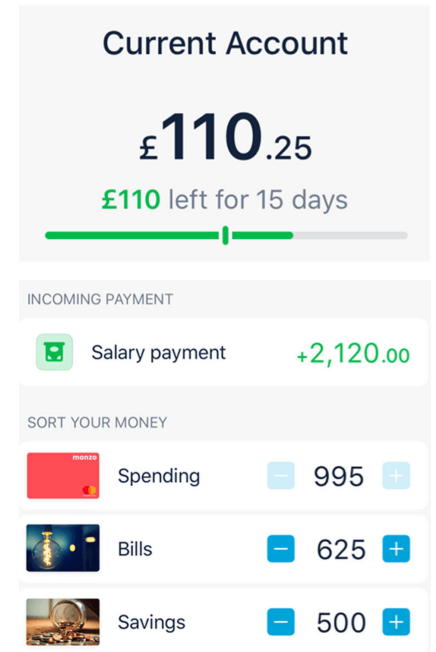 Current Account
£110.25
£110 left for 15 days
INCOMING PAYMENT
Salary payment +2,120.00
SORT YOUR MONEY
monzo
Spending − 995 +
Bills − 625 +
Savings − 500 +